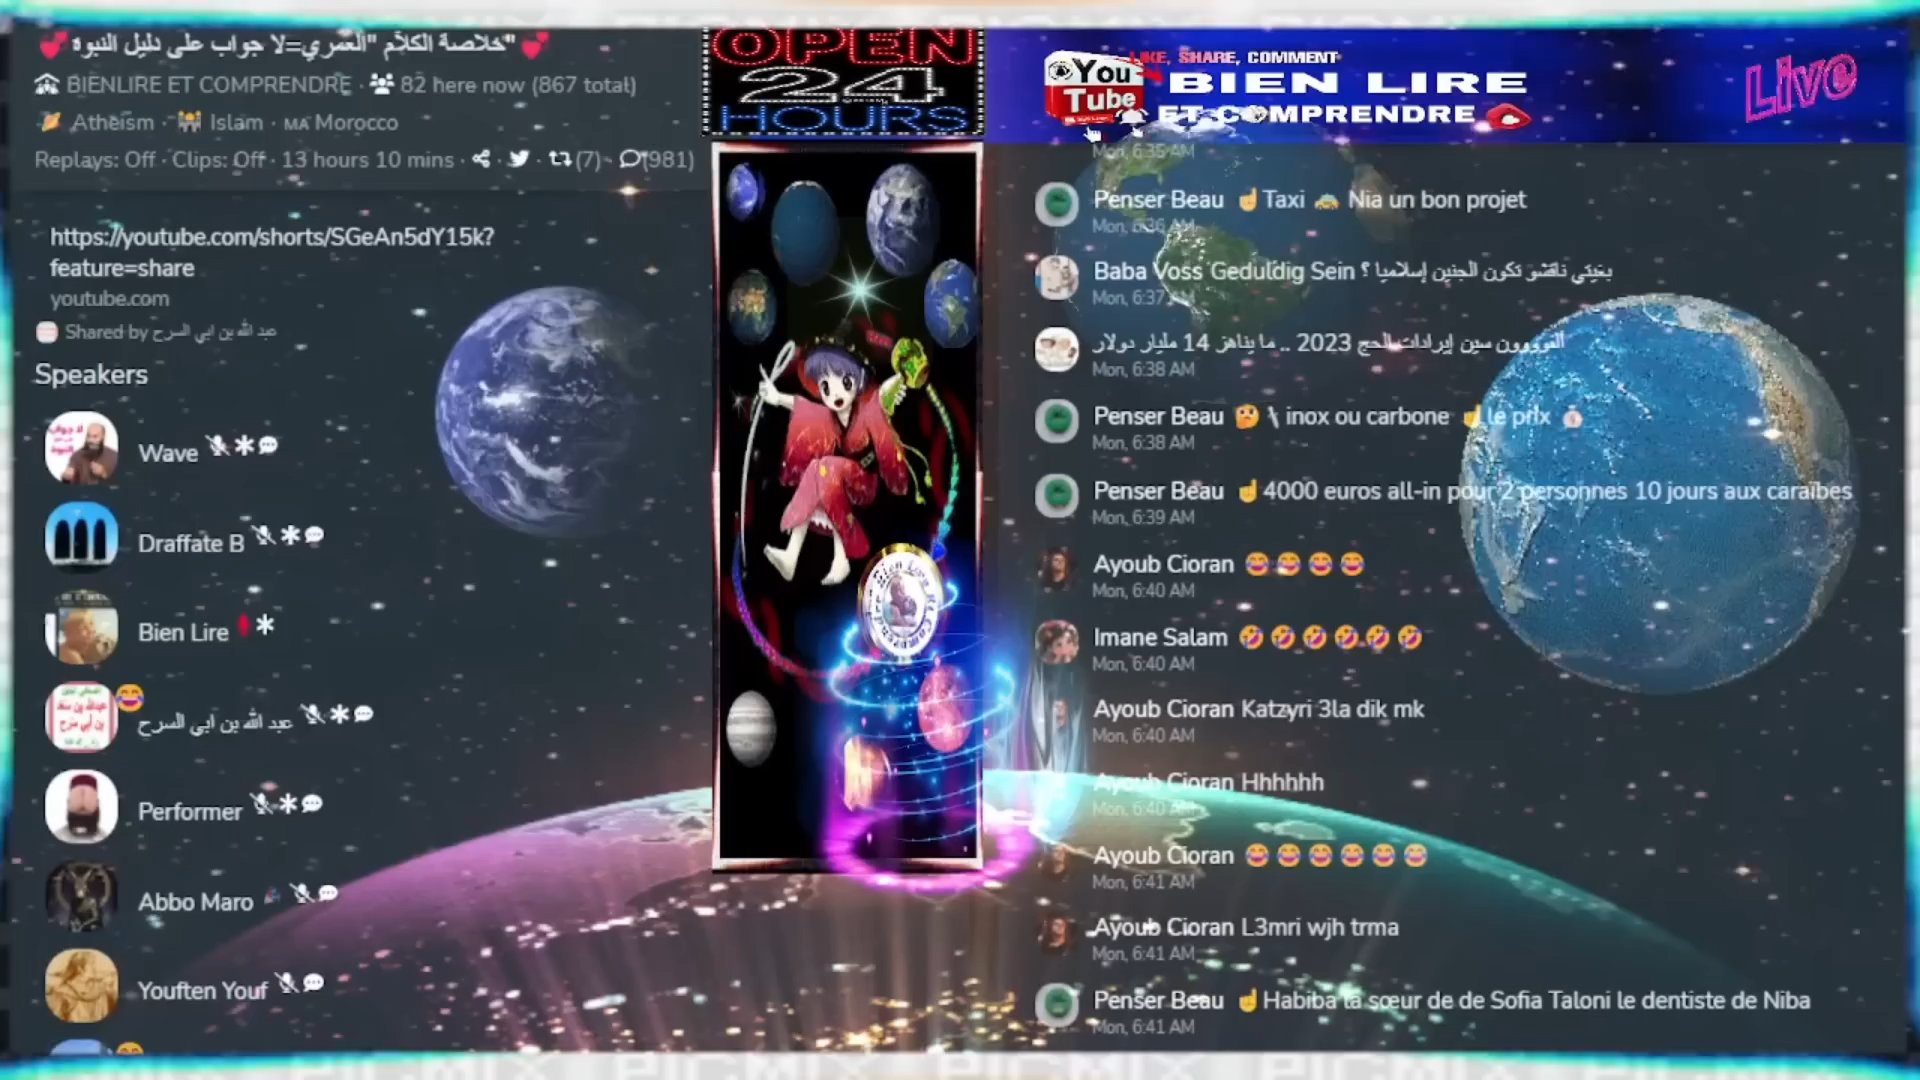 💞 خلاصة الكلام "العمري=لا جواب على دليل النبوة" 💞
BIENLIRE ET COMPRENDRE · 82 here now (867 total)
Atheism · Islam · MA Morocco
Replays: Off · Clips: Off · 13 hours 10 mins · (7) · (981)
https://youtube.com/shorts/SGeAn5dY15k?
feature=share
youtube.com
Shared by عبد الله بن ابي السرح
Speakers
Wave
Draffate B
Bien Lire
عبد الله بن ابي السرح
Performer
Abbo Maro
Youften Youf
OPEN
24
HOURS
LIKE, SHARE, COMMENT
You
Tube
BIEN LIRE
ET COMPRENDRE
Live
Mon, 6:35 AM
Penser Beau ☝️Taxi 🚕 Nia un bon projet
Mon, 6:36 AM
Baba Voss Geduldig Sein بغيتي ناقشو تكون الجنين إسلاميا ؟
Mon, 6:37 AM
سين إيرادات الحج 2023 .. ما يناهز 14 مليار دولار
Mon, 6:38 AM
Penser Beau 🤔 \ inox ou carbone ☝️le prix
Mon, 6:38 AM
Penser Beau ☝️4000 euros all-in pour 2 personnes 10 jours aux caraïbes
Mon, 6:39 AM
Ayoub Cioran 😂😂😂😂
Mon, 6:40 AM
Imane Salam 🤣🤣🤣🤣🤣🤣
Mon, 6:40 AM
Ayoub Cioran Katzyri 3la dik mk
Mon, 6:40 AM
Ayoub Cioran Hhhhhh
Mon, 6:40 AM
Ayoub Cioran 😂😂😂😂😂😂
Mon, 6:41 AM
Ayoub Cioran L3mri wjh trma
Mon, 6:41 AM
Penser Beau ☝️Habiba la sœur de de Sofia Taloni le dentiste de Niba
Mon, 6:41 AM